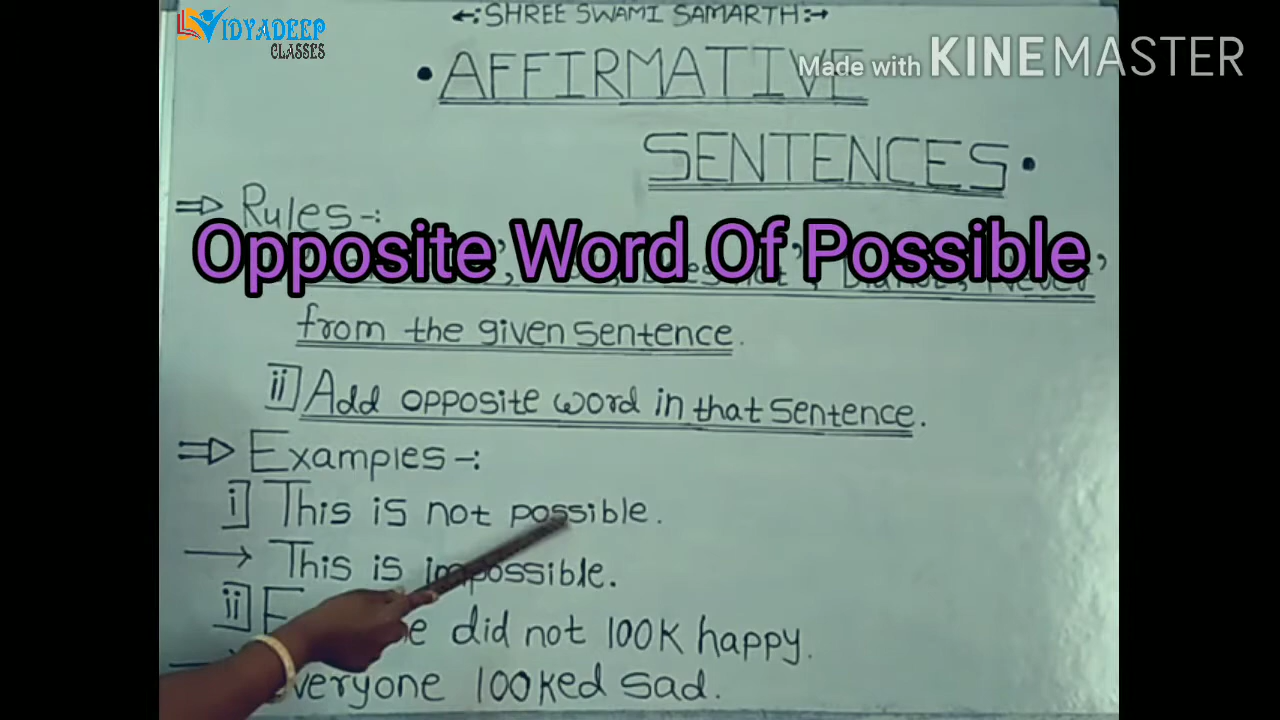 VIDYADEEP
CLASSES
←: SHREE SWAMI SAMARTH:→
Made with KINEMASTER
• AFFIRMATIVE
SENTENCES •
⇒ Rules -:
Opposite Word Of Possible
from the given sentence.
ii] Add opposite word in that sentence.
⇒ Examples -:
i] This is not possible.
→ This is impossible.
ii] did not look happy.
→ Everyone looked sad.